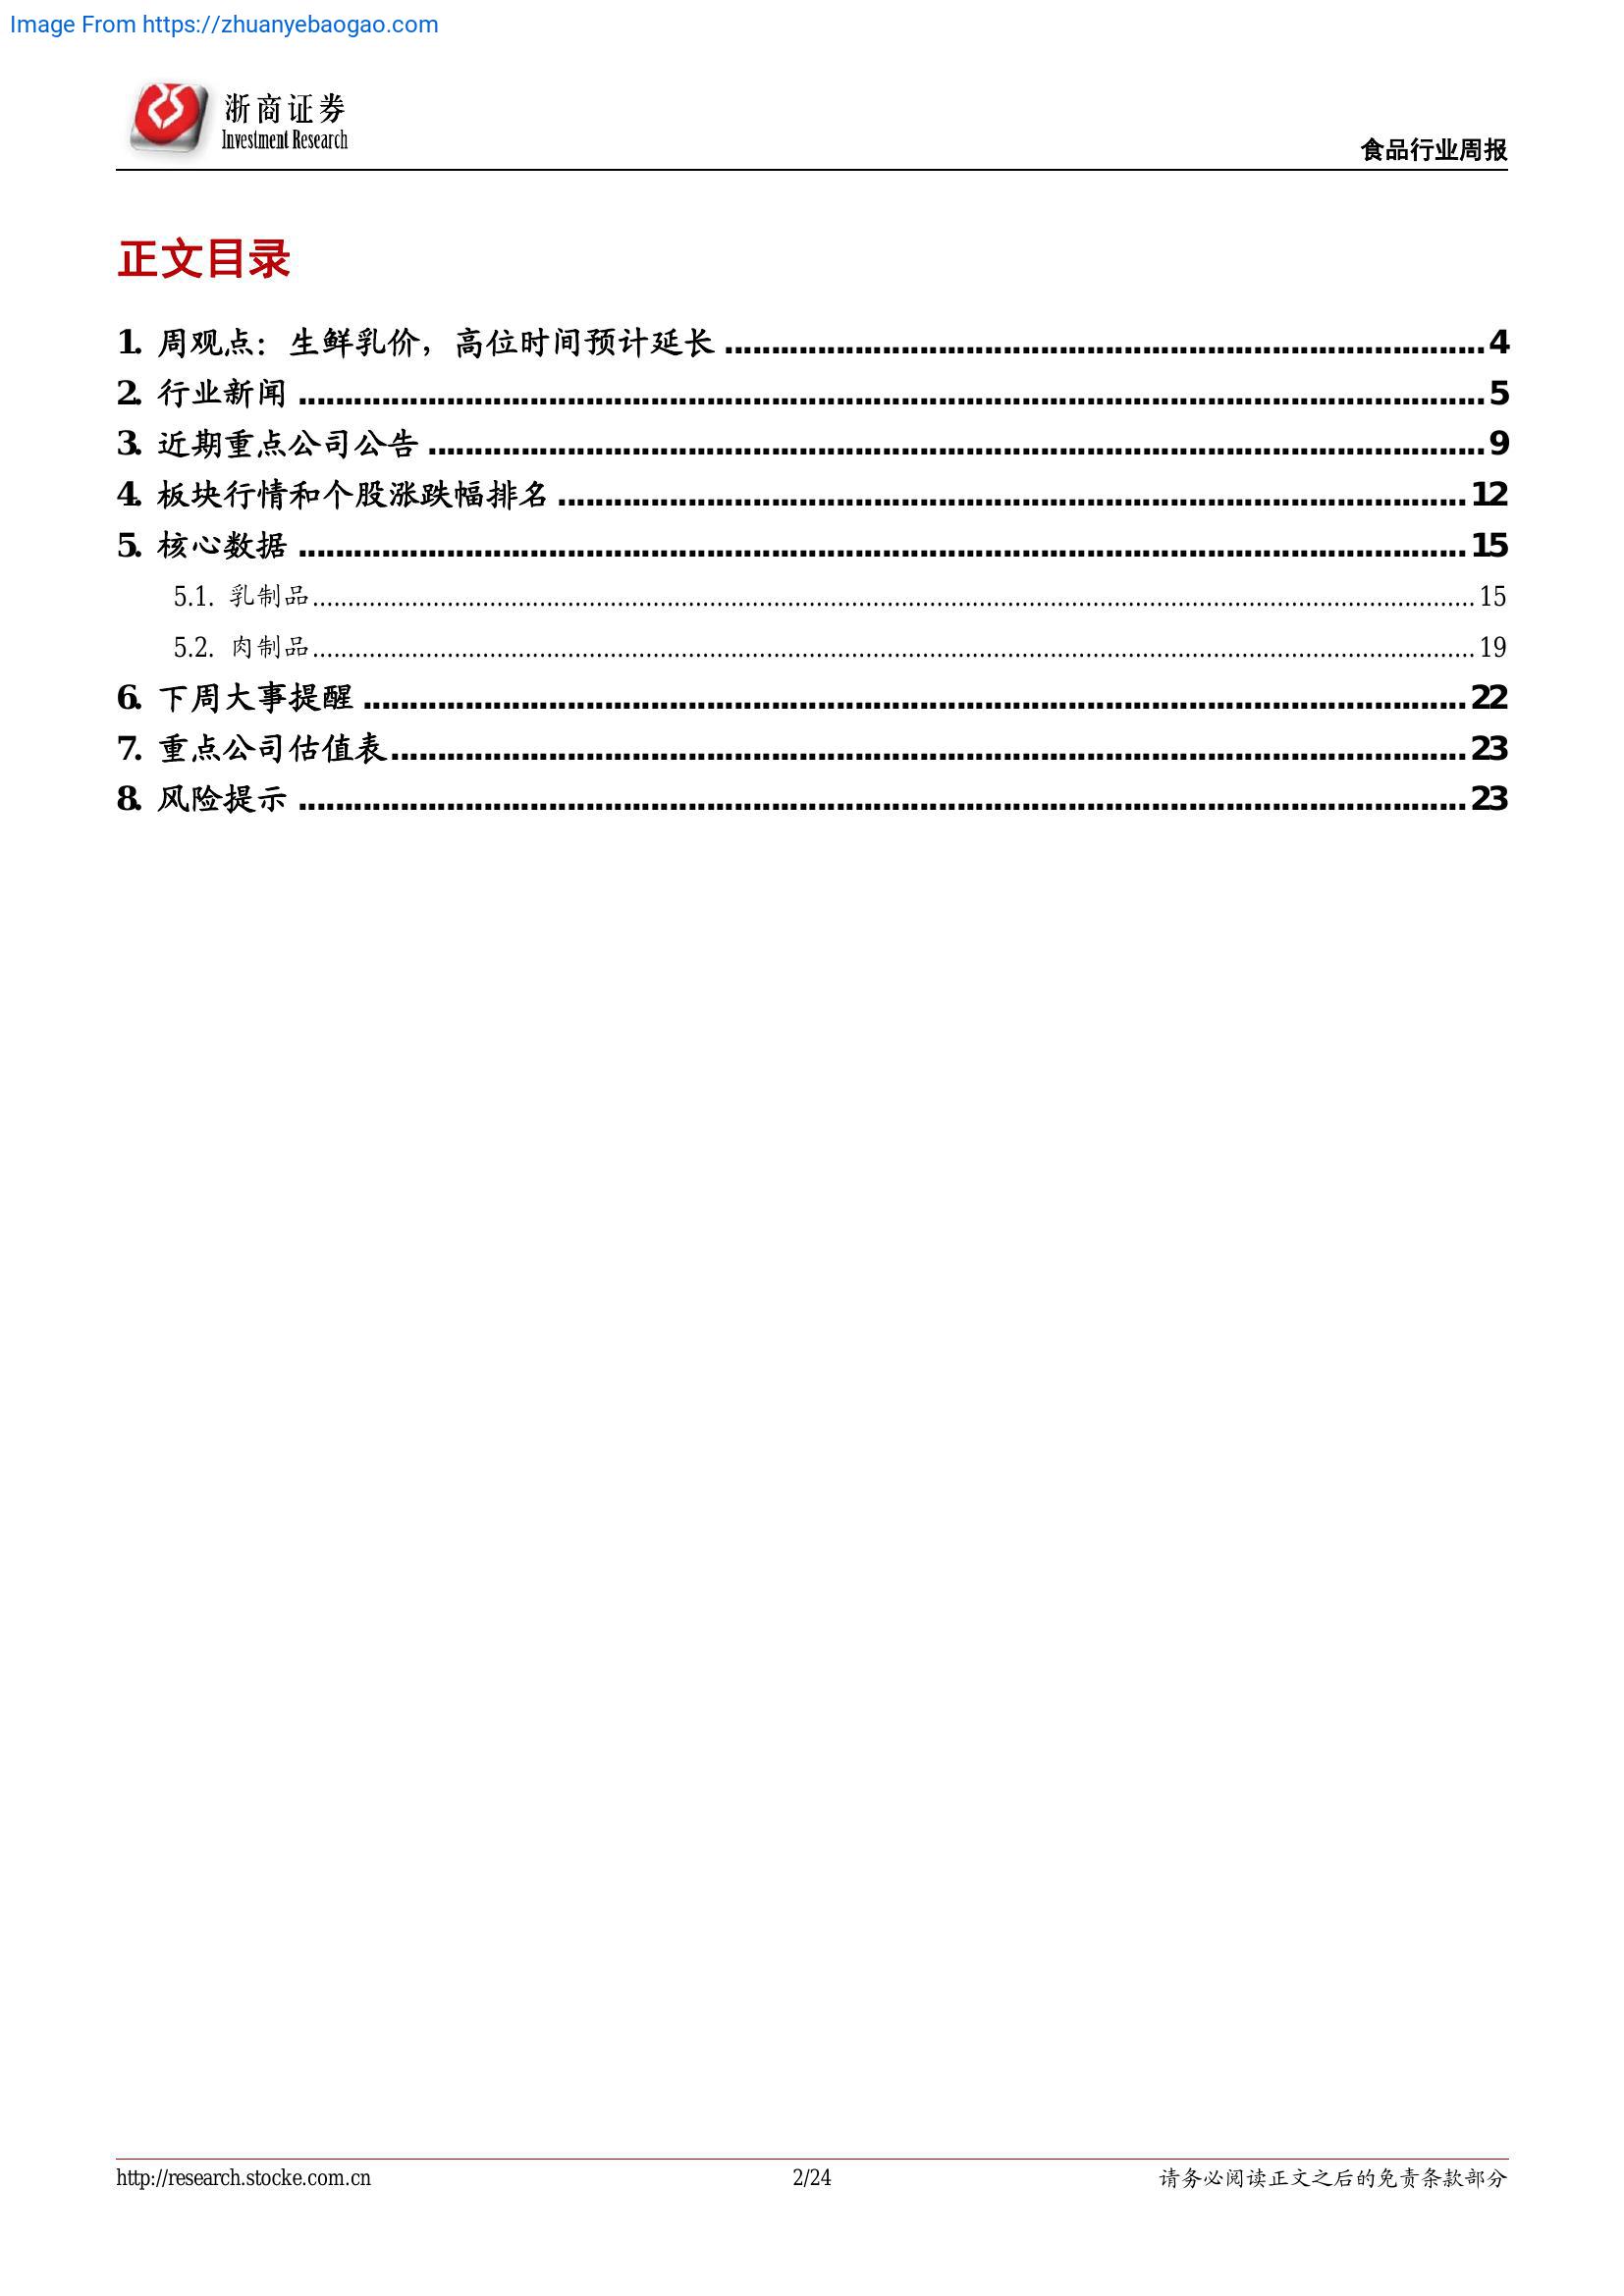 Image From https://zhuanyebaogao.com
浙商证券
Investment Research
食品行业周报
正文目录
1. 周观点：生鲜乳价，高位时间预计延长 ........ 4
2. 行业新闻 ........ 5
3. 近期重点公司公告 ........ 9
4. 板块行情和个股涨跌幅排名 ........ 12
5. 核心数据 ........ 15
5.1. 乳制品 ........ 15
5.2. 肉制品 ........ 19
6. 下周大事提醒 ........ 22
7. 重点公司估值表 ........ 23
8. 风险提示 ........ 23
http://research.stocke.com.cn 2/24 请务必阅读正文之后的免责条款部分